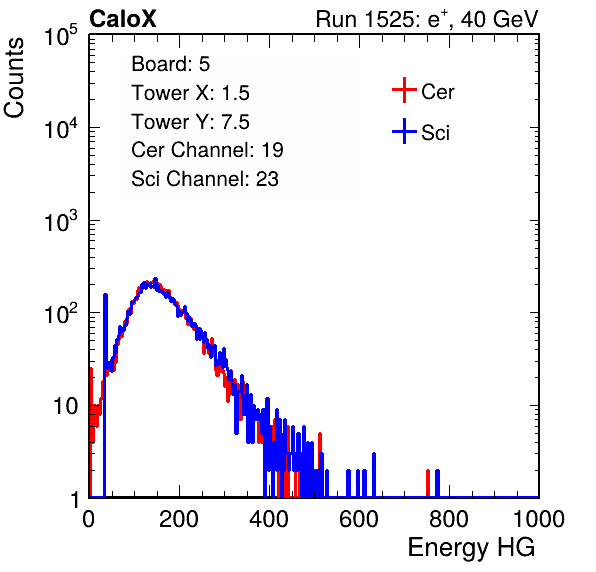 CaloX Run 1525: e⁺, 40 GeV
Counts
10⁵
10⁴
10³
10²
10
1
Board: 5
Tower X: 1.5
Tower Y: 7.5
Cer Channel: 19
Sci Channel: 23
Cer
Sci
0 200 400 600 800 1000
Energy HG